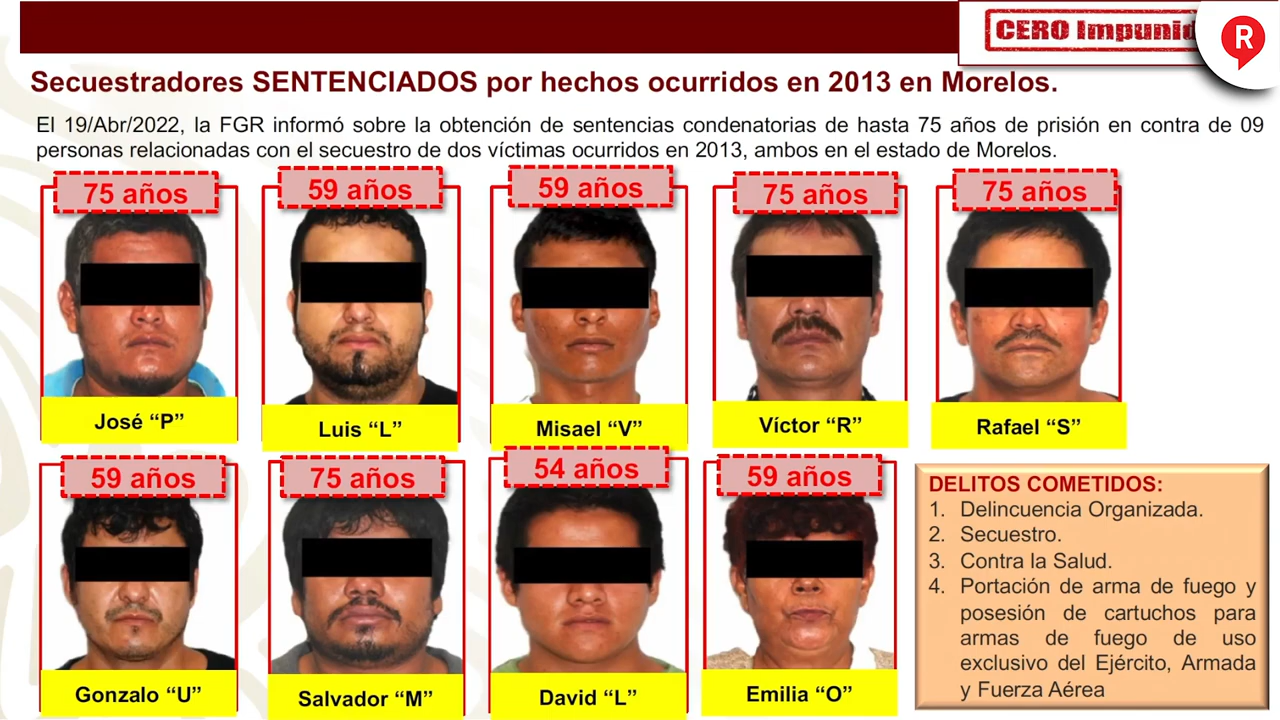 CERO Impunid
R
Secuestradores SENTENCIADOS por hechos ocurridos en 2013 en Morelos.
El 19/Abr/2022, la FGR informó sobre la obtención de sentencias condenatorias de hasta 75 años de prisión en contra de 09
personas relacionadas con el secuestro de dos víctimas ocurridos en 2013, ambos en el estado de Morelos.
75 años
59 años
59 años
75 años
75 años
José “P”
Luis “L”
Misael “V”
Víctor “R”
Rafael “S”
59 años
75 años
54 años
59 años
Gonzalo “U”
Salvador “M”
David “L”
Emilia “O”
DELITOS COMETIDOS:
1. Delincuencia Organizada.
2. Secuestro.
3. Contra la Salud.
4. Portación de arma de fuego y
posesión de cartuchos para
armas de fuego de uso
exclusivo del Ejército, Armada
y Fuerza Aérea